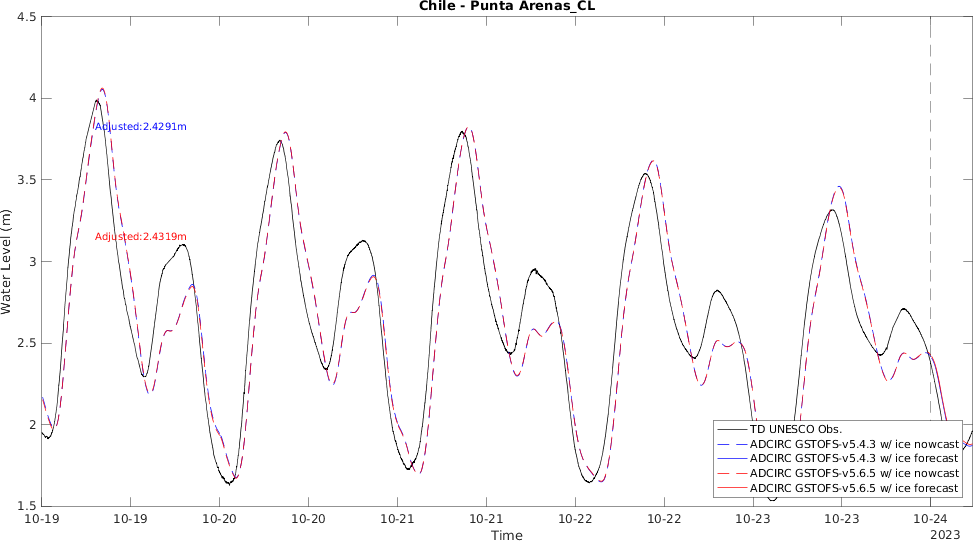 Chile - Punta Arenas_CL
4.5
4
3.5
3
2.5
2
1.5
Water Level (m)
Adjusted:2.4291m
Adjusted:2.4319m
TD UNESCO Obs.
ADCIRC GSTOFS-v5.4.3 w/ ice nowcast
ADCIRC GSTOFS-v5.4.3 w/ ice forecast
ADCIRC GSTOFS-v5.6.5 w/ ice nowcast
ADCIRC GSTOFS-v5.6.5 w/ ice forecast
10-19 10-19 10-20 10-20 10-21 10-21 10-22 10-22 10-23 10-23 10-24
Time
2023